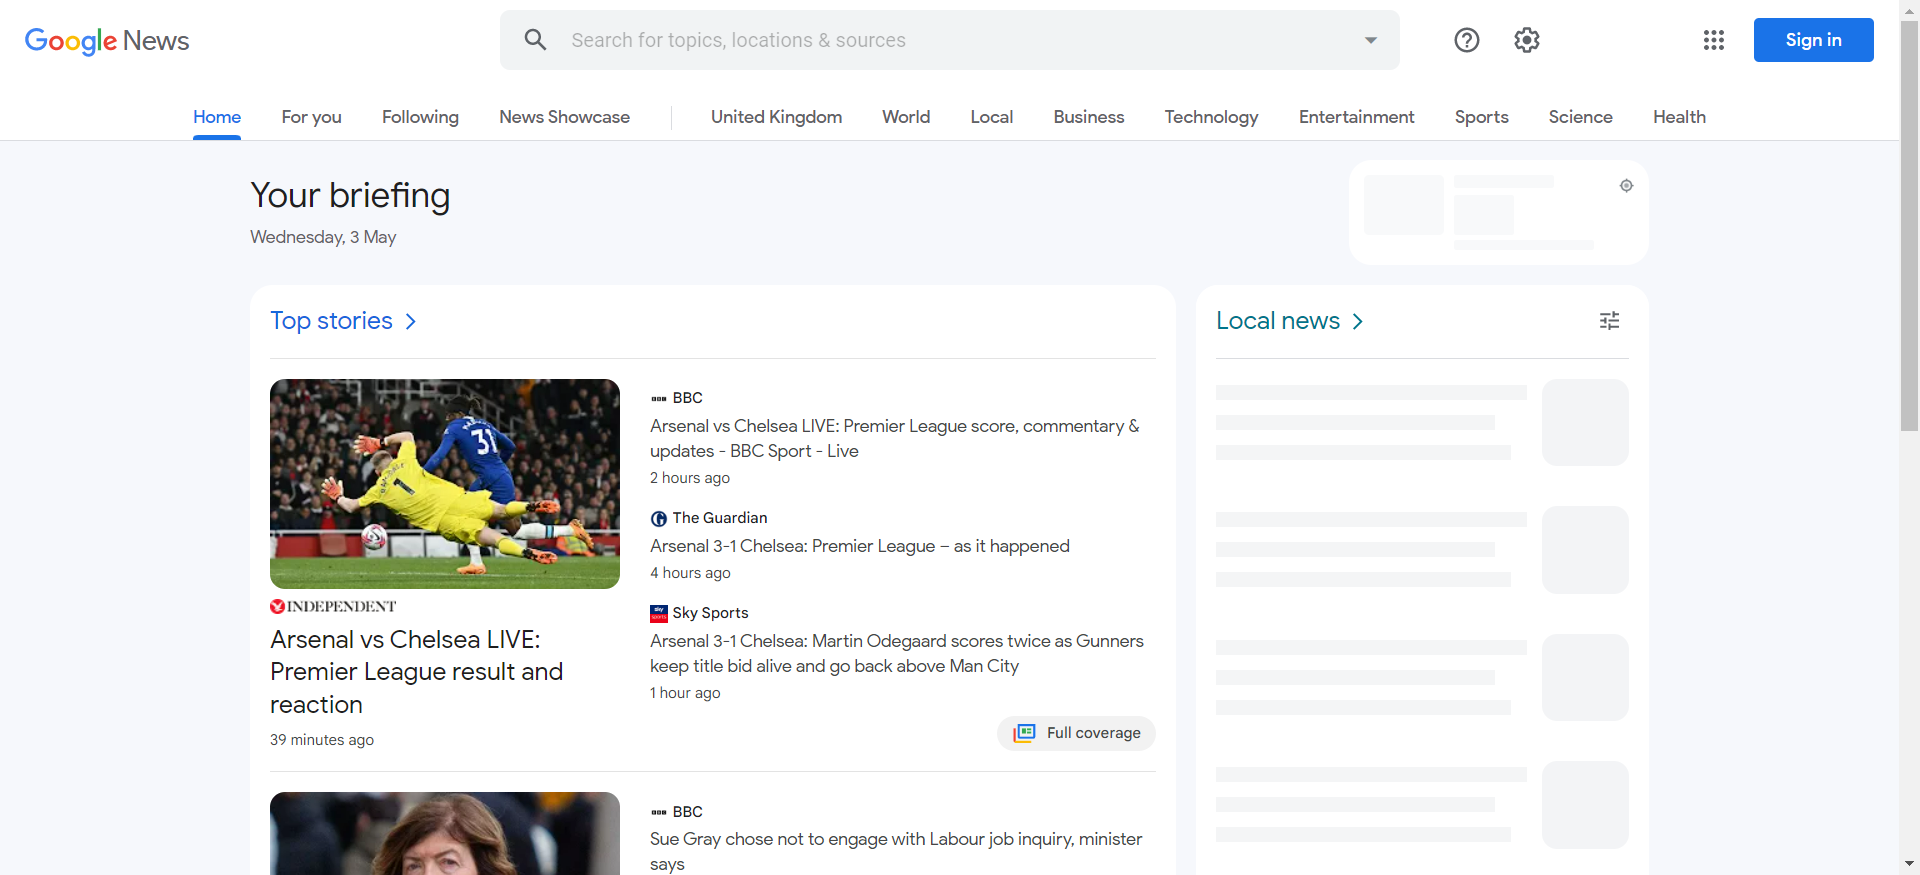 Google News
Search for topics, locations & sources
Sign in
Home
For you
Following
News Showcase
United Kingdom
World
Local
Business
Technology
Entertainment
Sports
Science
Health
Your briefing
Wednesday, 3 May
Top stories
31
1
INDEPENDENT
Arsenal vs Chelsea LIVE:
Premier League result and
reaction
39 minutes ago
BBC
Arsenal vs Chelsea LIVE: Premier League score, commentary &
updates - BBC Sport - Live
2 hours ago
The Guardian
Arsenal 3-1 Chelsea: Premier League – as it happened
4 hours ago
Sky Sports
Arsenal 3-1 Chelsea: Martin Odegaard scores twice as Gunners
keep title bid alive and go back above Man City
1 hour ago
Full coverage
BBC
Sue Gray chose not to engage with Labour job inquiry, minister
says
Local news